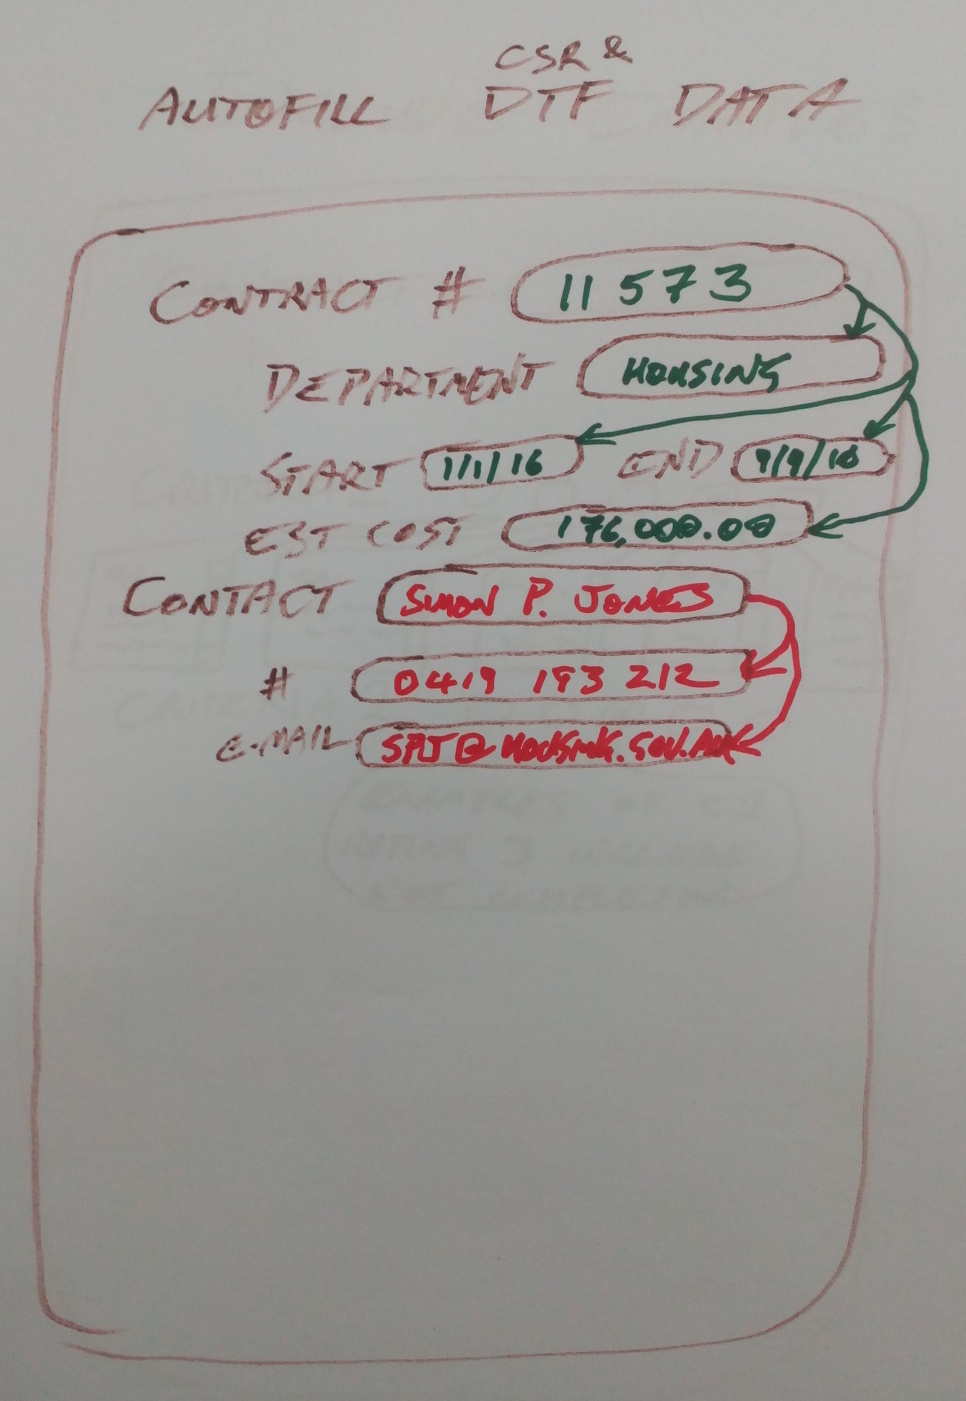 CSR &
AUTOFILL DTF DATA
CONTRACT # 11573
DEPARTMENT HOUSING
START 1/1/16 END 9/9/18
EST COST 176,000.00
CONTACT SIMON P. JONES
# 0419 193 212
E-MAIL SPJ@HOUSING.GOV.AU